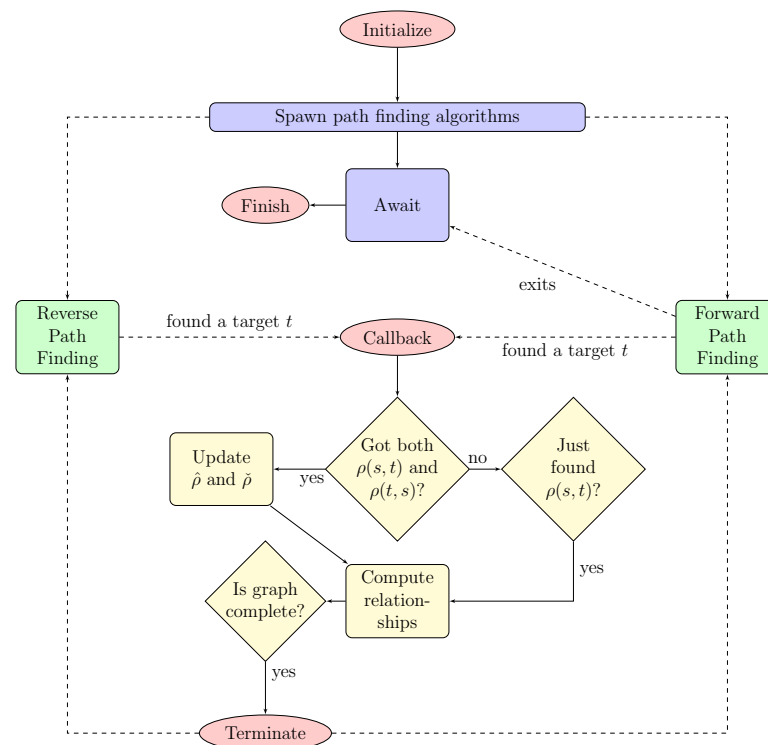 Initialize
Spawn path finding algorithms
Finish
Await
exits
Reverse
Path
Finding
found a target t
Callback
found a target t
Forward
Path
Finding
Update
ρ̂ and ρ̌
yes
Got both
ρ(s, t) and
ρ(t, s)?
no
Just
found
ρ(s, t)?
yes
Is graph
complete?
Compute
relation-
ships
yes
Terminate